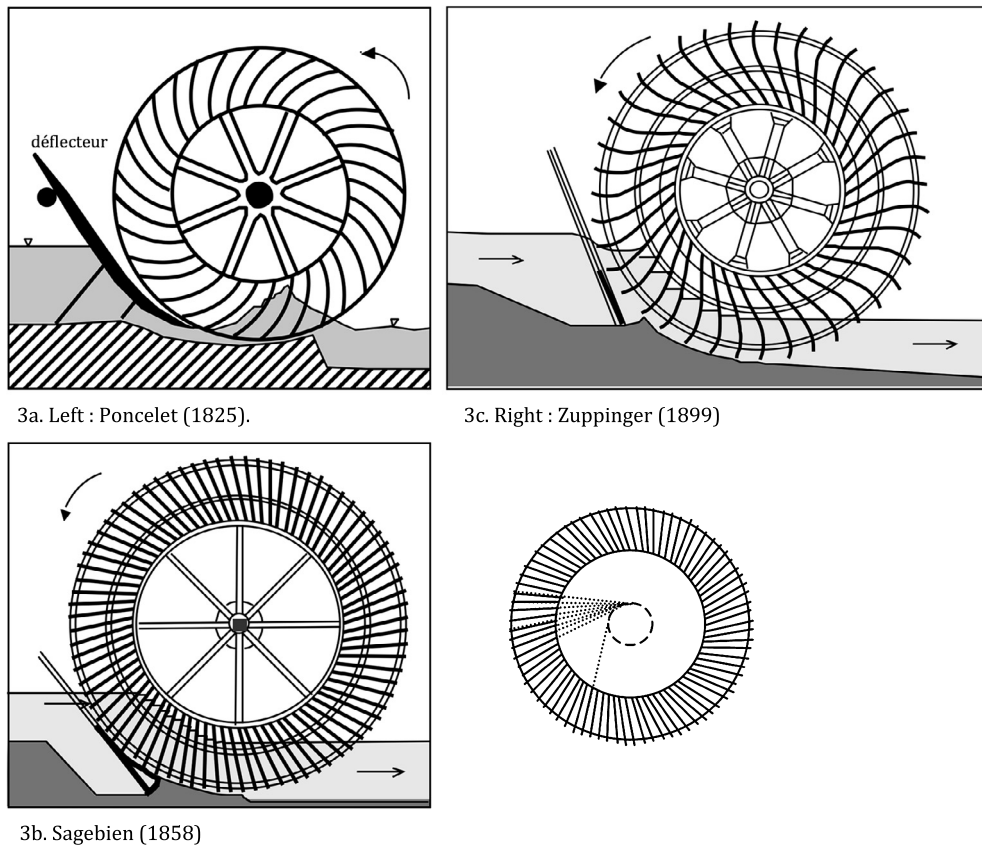 déflecteur
3a. Left : Poncelet (1825).
3c. Right : Zuppinger (1899)
3b. Sagebien (1858)